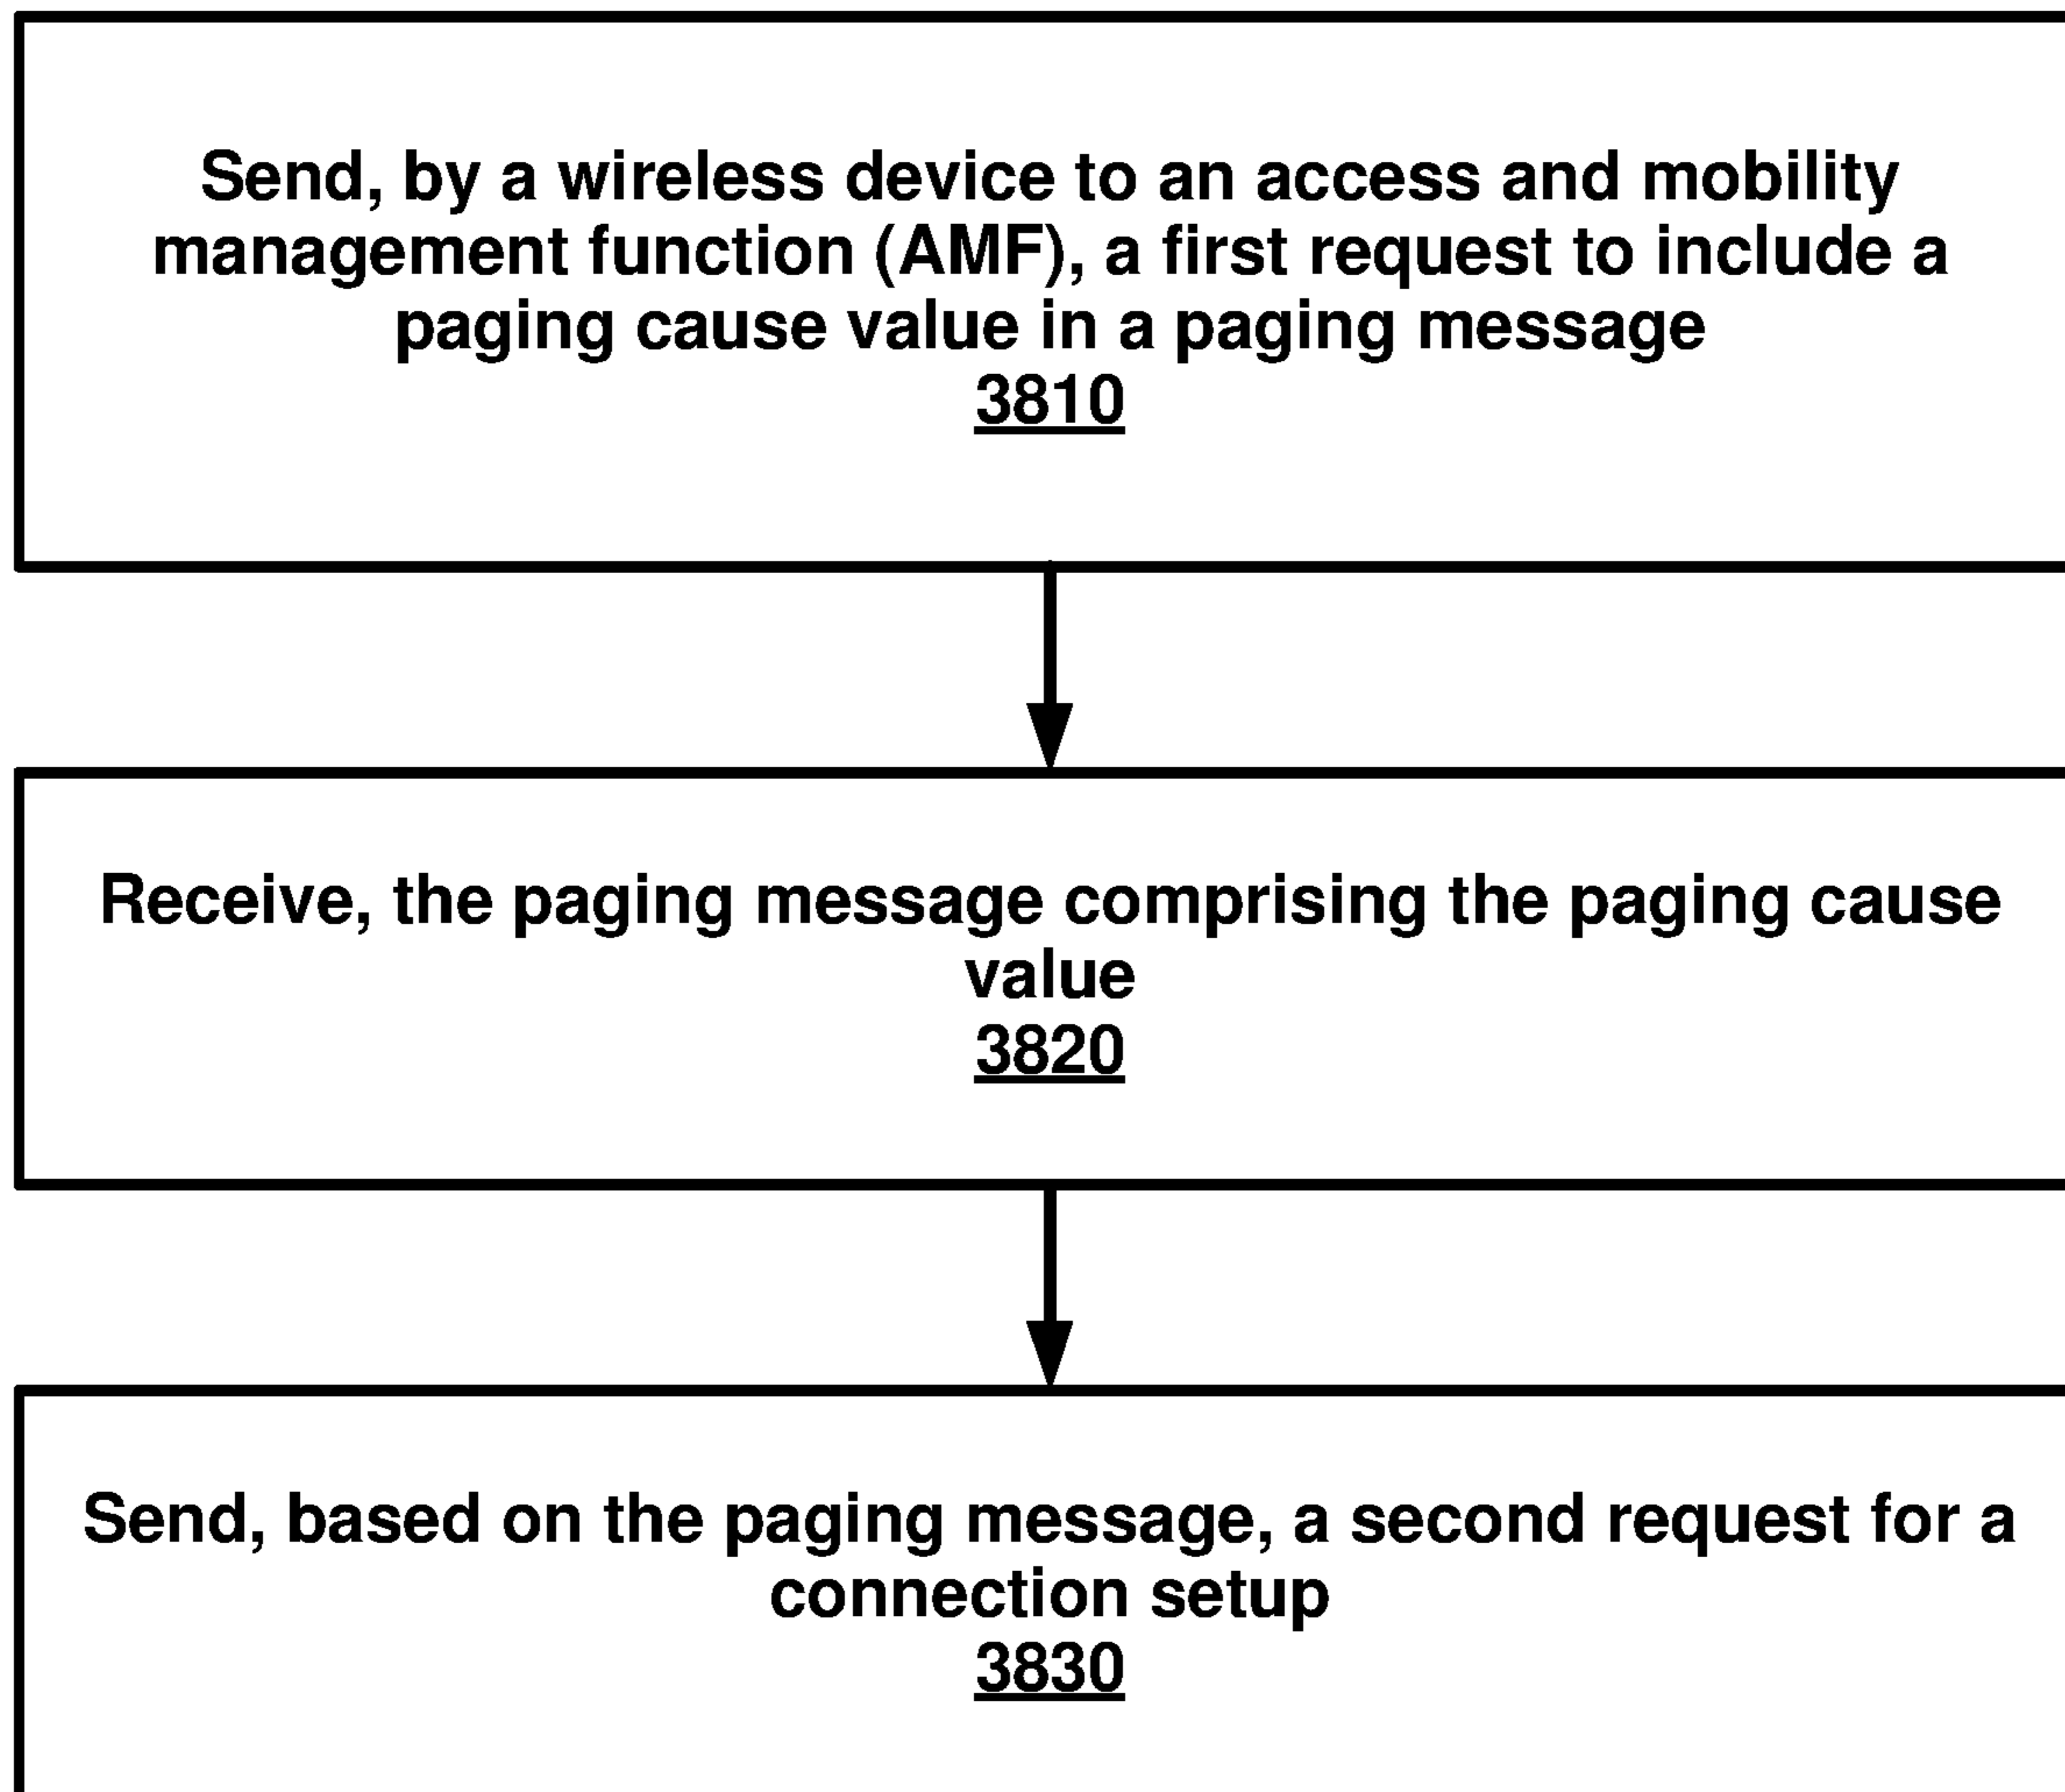 Send, by a wireless device to an access and mobility
management function (AMF), a first request to include a
paging cause value in a paging message
3810
Receive, the paging message comprising the paging cause
value
3820
Send, based on the paging message, a second request for a
connection setup
3830